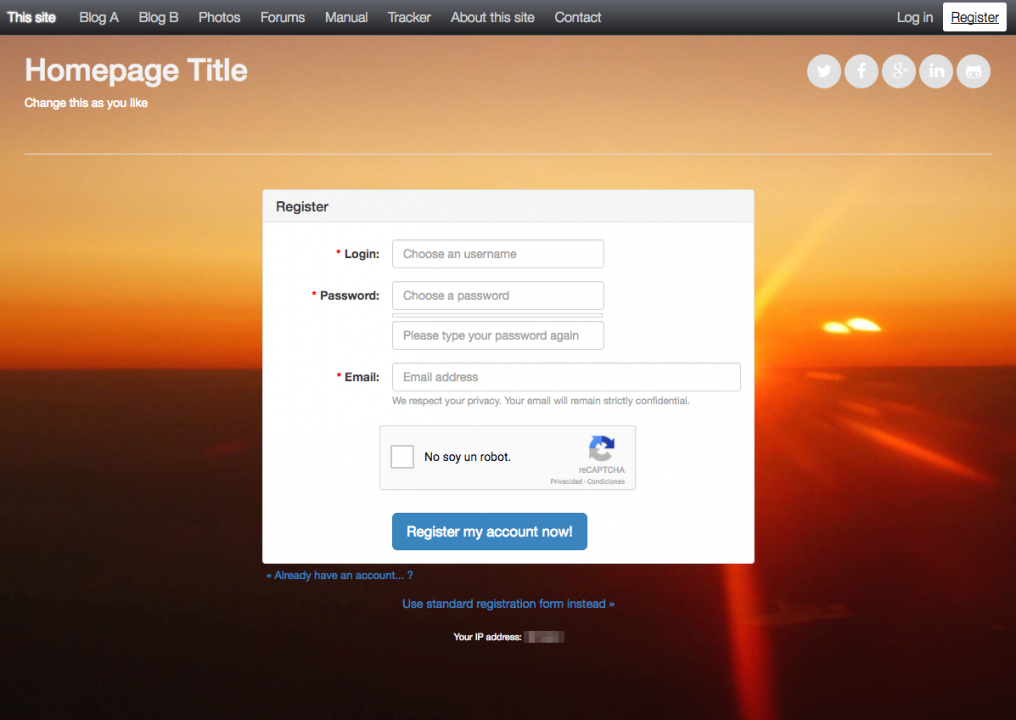 This site Blog A Blog B Photos Forums Manual Tracker About this site Contact Log in Register
Homepage Title
Change this as you like
Register
* Login: Choose an username
* Password: Choose a password
Please type your password again
* Email: Email address
We respect your privacy. Your email will remain strictly confidential.
No soy un robot.
reCAPTCHA
Privacidad - Condiciones
Register my account now!
« Already have an account... ?
Use standard registration form instead »
Your IP address: